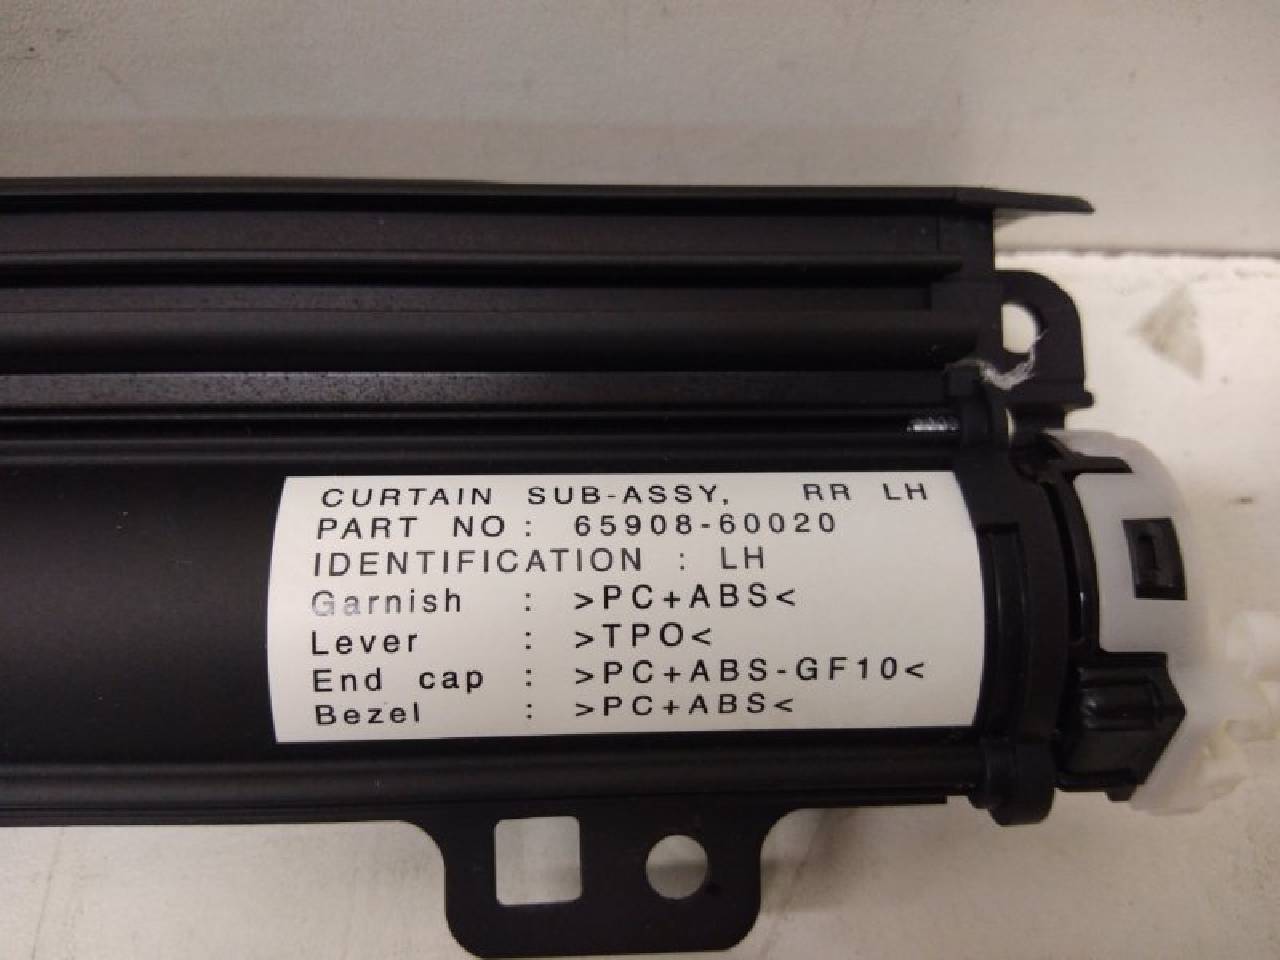 CURTAIN SUB-ASSY, RR LH
PART NO : 65908-60020
IDENTIFICATION : LH
Garnish : >PC+ABS<
Lever : >TPO<
End cap : >PC+ABS-GF10<
Bezel : >PC+ABS<